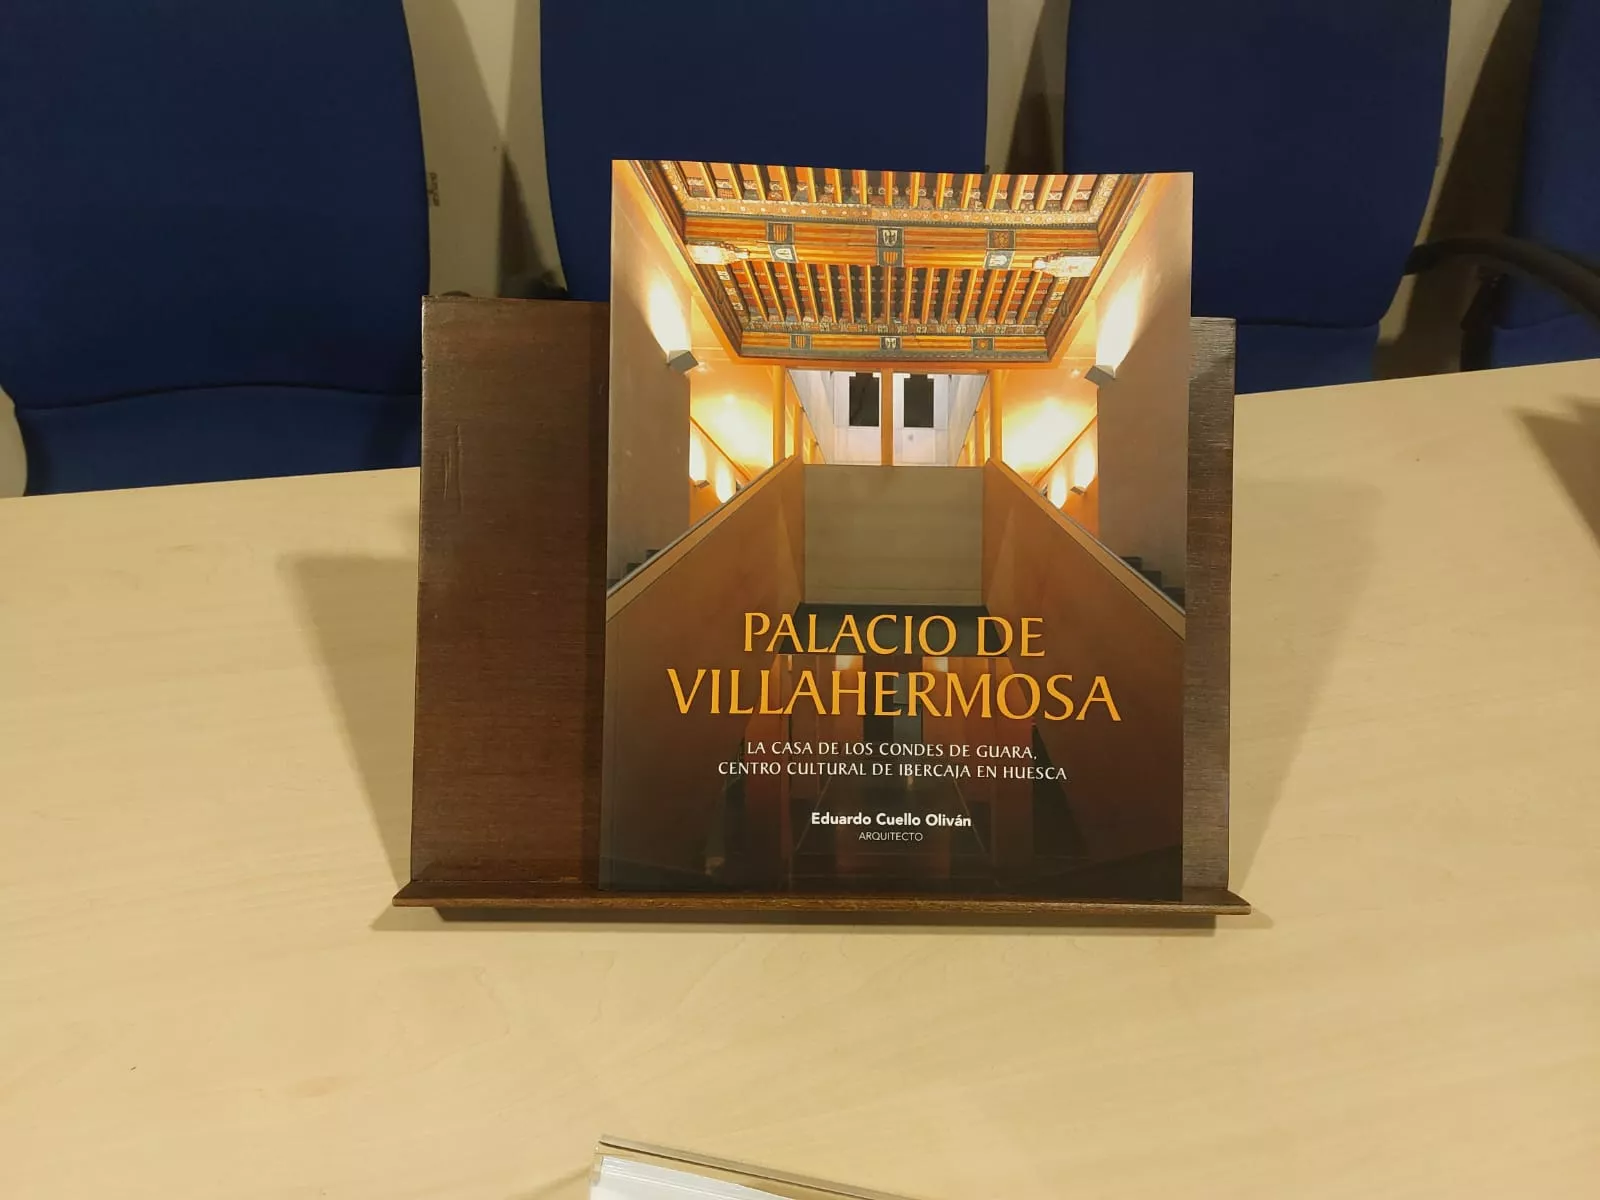 PALACIO DE
VILLAHERMOSA
LA CASA DE LOS CONDES DE GUARA,
CENTRO CULTURAL DE IBERCAJA EN HUESCA
Eduardo Cuello Oliván
ARQUITECTO